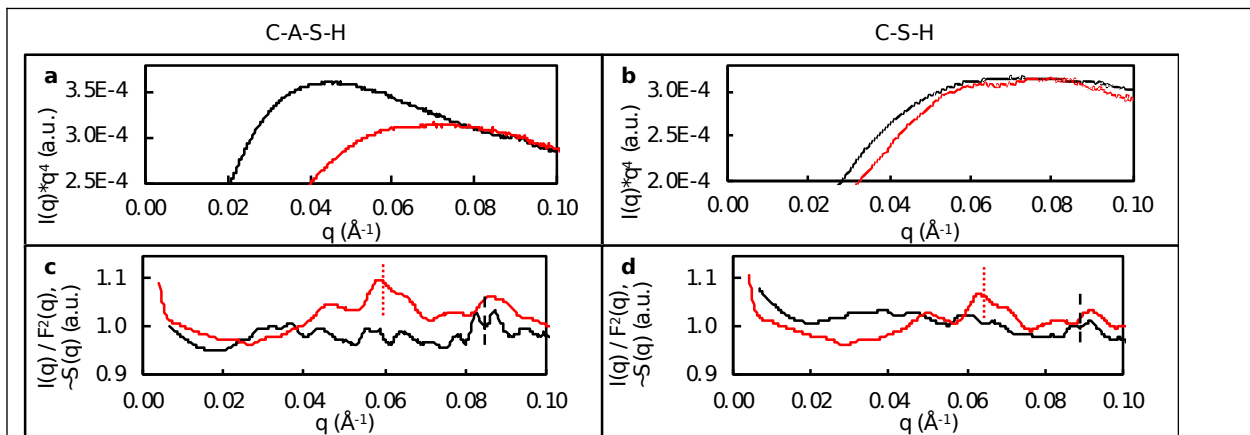 C-A-S-H
C-S-H
a
I(q)*q⁴ (a.u.)
3.5E-4
3.0E-4
2.5E-4
0.00 0.02 0.04 0.06 0.08 0.10
q (Å⁻¹)
b
I(q)*q⁴ (a.u.)
3.0E-4
2.5E-4
2.0E-4
0.00 0.02 0.04 0.06 0.08 0.10
q (Å⁻¹)
c
I(q) / F²(q),
~S(q) (a.u.)
1.1
1.0
0.9
0.00 0.02 0.04 0.06 0.08 0.10
q (Å⁻¹)
d
I(q) / F²(q),
~S(q) (a.u.)
1.1
1.0
0.9
0.00 0.02 0.04 0.06 0.08 0.10
q (Å⁻¹)